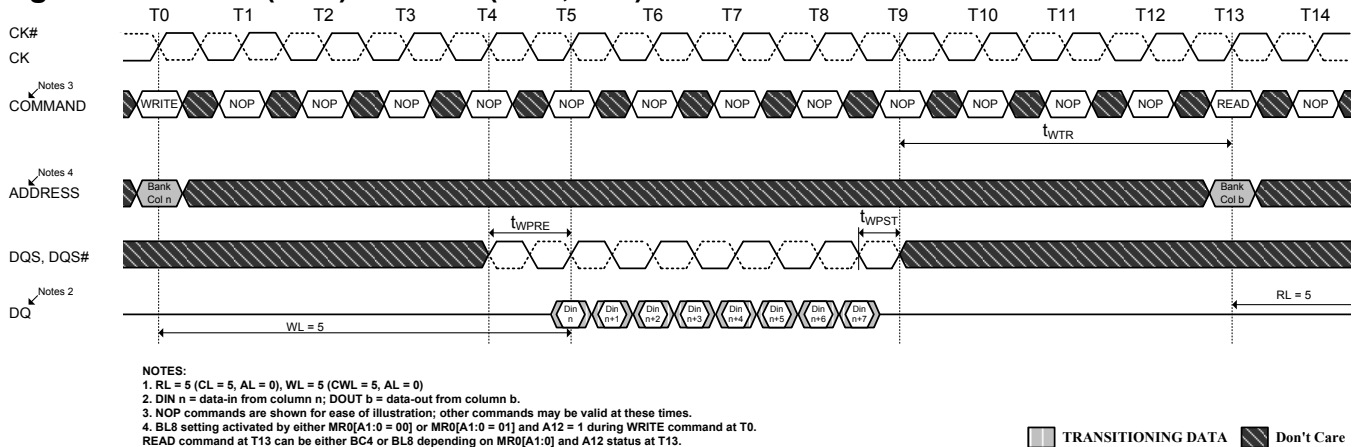 T0 T1 T2 T3 T4 T5 T6 T7 T8 T9 T10 T11 T12 T13 T14
CK#
CK
Notes 3
COMMAND
WRITE NOP NOP NOP NOP NOP NOP NOP NOP NOP NOP NOP NOP READ NOP
tWTR
Notes 4
ADDRESS
Bank Col n
Bank Col b
tWPRE
tWPST
DQS, DQS#
Notes 2
DQ
Din n
Din n+1
Din n+2
Din n+3
Din n+4
Din n+5
Din n+6
Din n+7
RL = 5
WL = 5
NOTES:
1. RL = 5 (CL = 5, AL = 0), WL = 5 (CWL = 5, AL = 0)
2. DIN n = data-in from column n; DOUT b = data-out from column b.
3. NOP commands are shown for ease of illustration; other commands may be valid at these times.
4. BL8 setting activated by either MR0[A1:0 = 00] or MR0[A1:0 = 01] and A12 = 1 during WRITE command at T0.
READ command at T13 can be either BC4 or BL8 depending on MR0[A1:0] and A12 status at T13.
TRANSITIONING DATA Don't Care